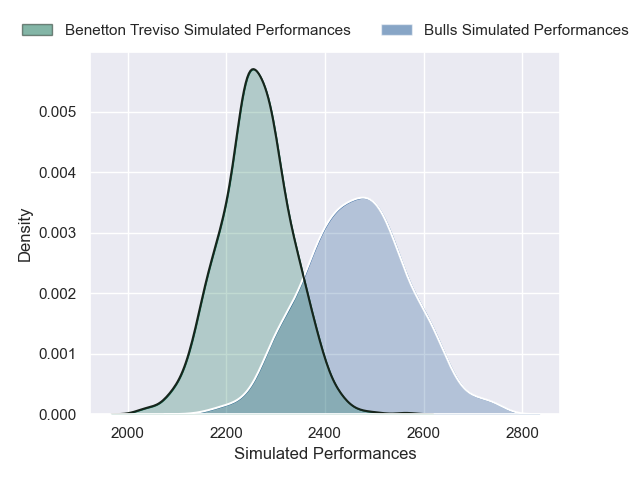 Benetton Treviso Simulated Performances
Bulls Simulated Performances
0.005
0.004
0.003
0.002
0.001
0.000
Density
2000
2200
2400
2600
2800
Simulated Performances